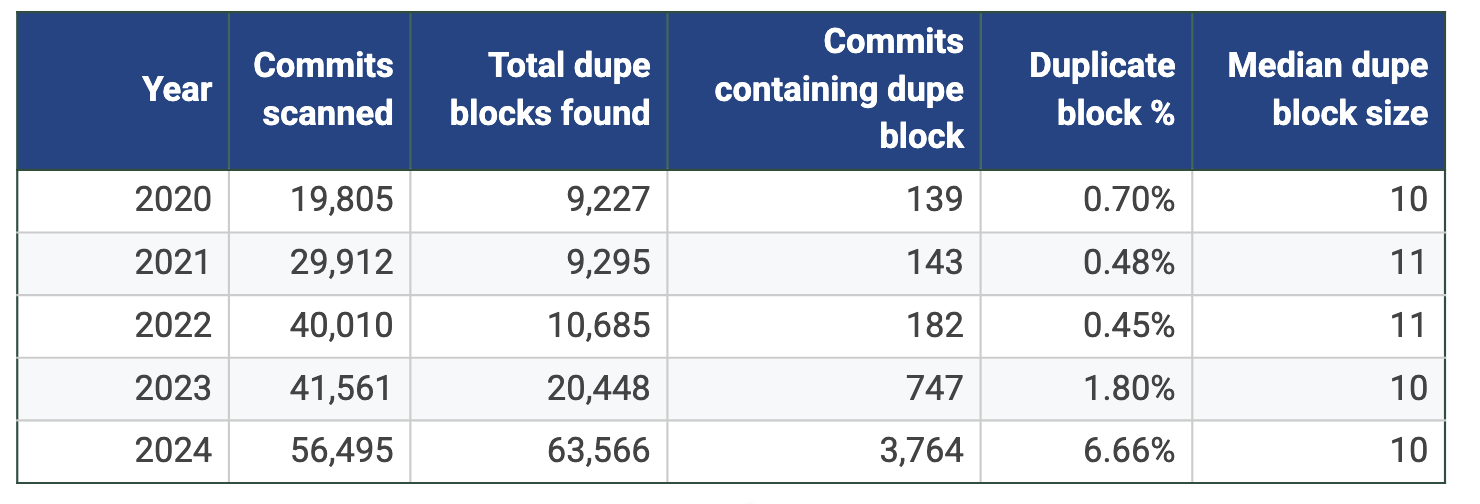 Year Commits scanned Total dupe blocks found Commits containing dupe block Duplicate block % Median dupe block size
2020 19,805 9,227 139 0.70% 10
2021 29,912 9,295 143 0.48% 11
2022 40,010 10,685 182 0.45% 11
2023 41,561 20,448 747 1.80% 10
2024 56,495 63,566 3,764 6.66% 10